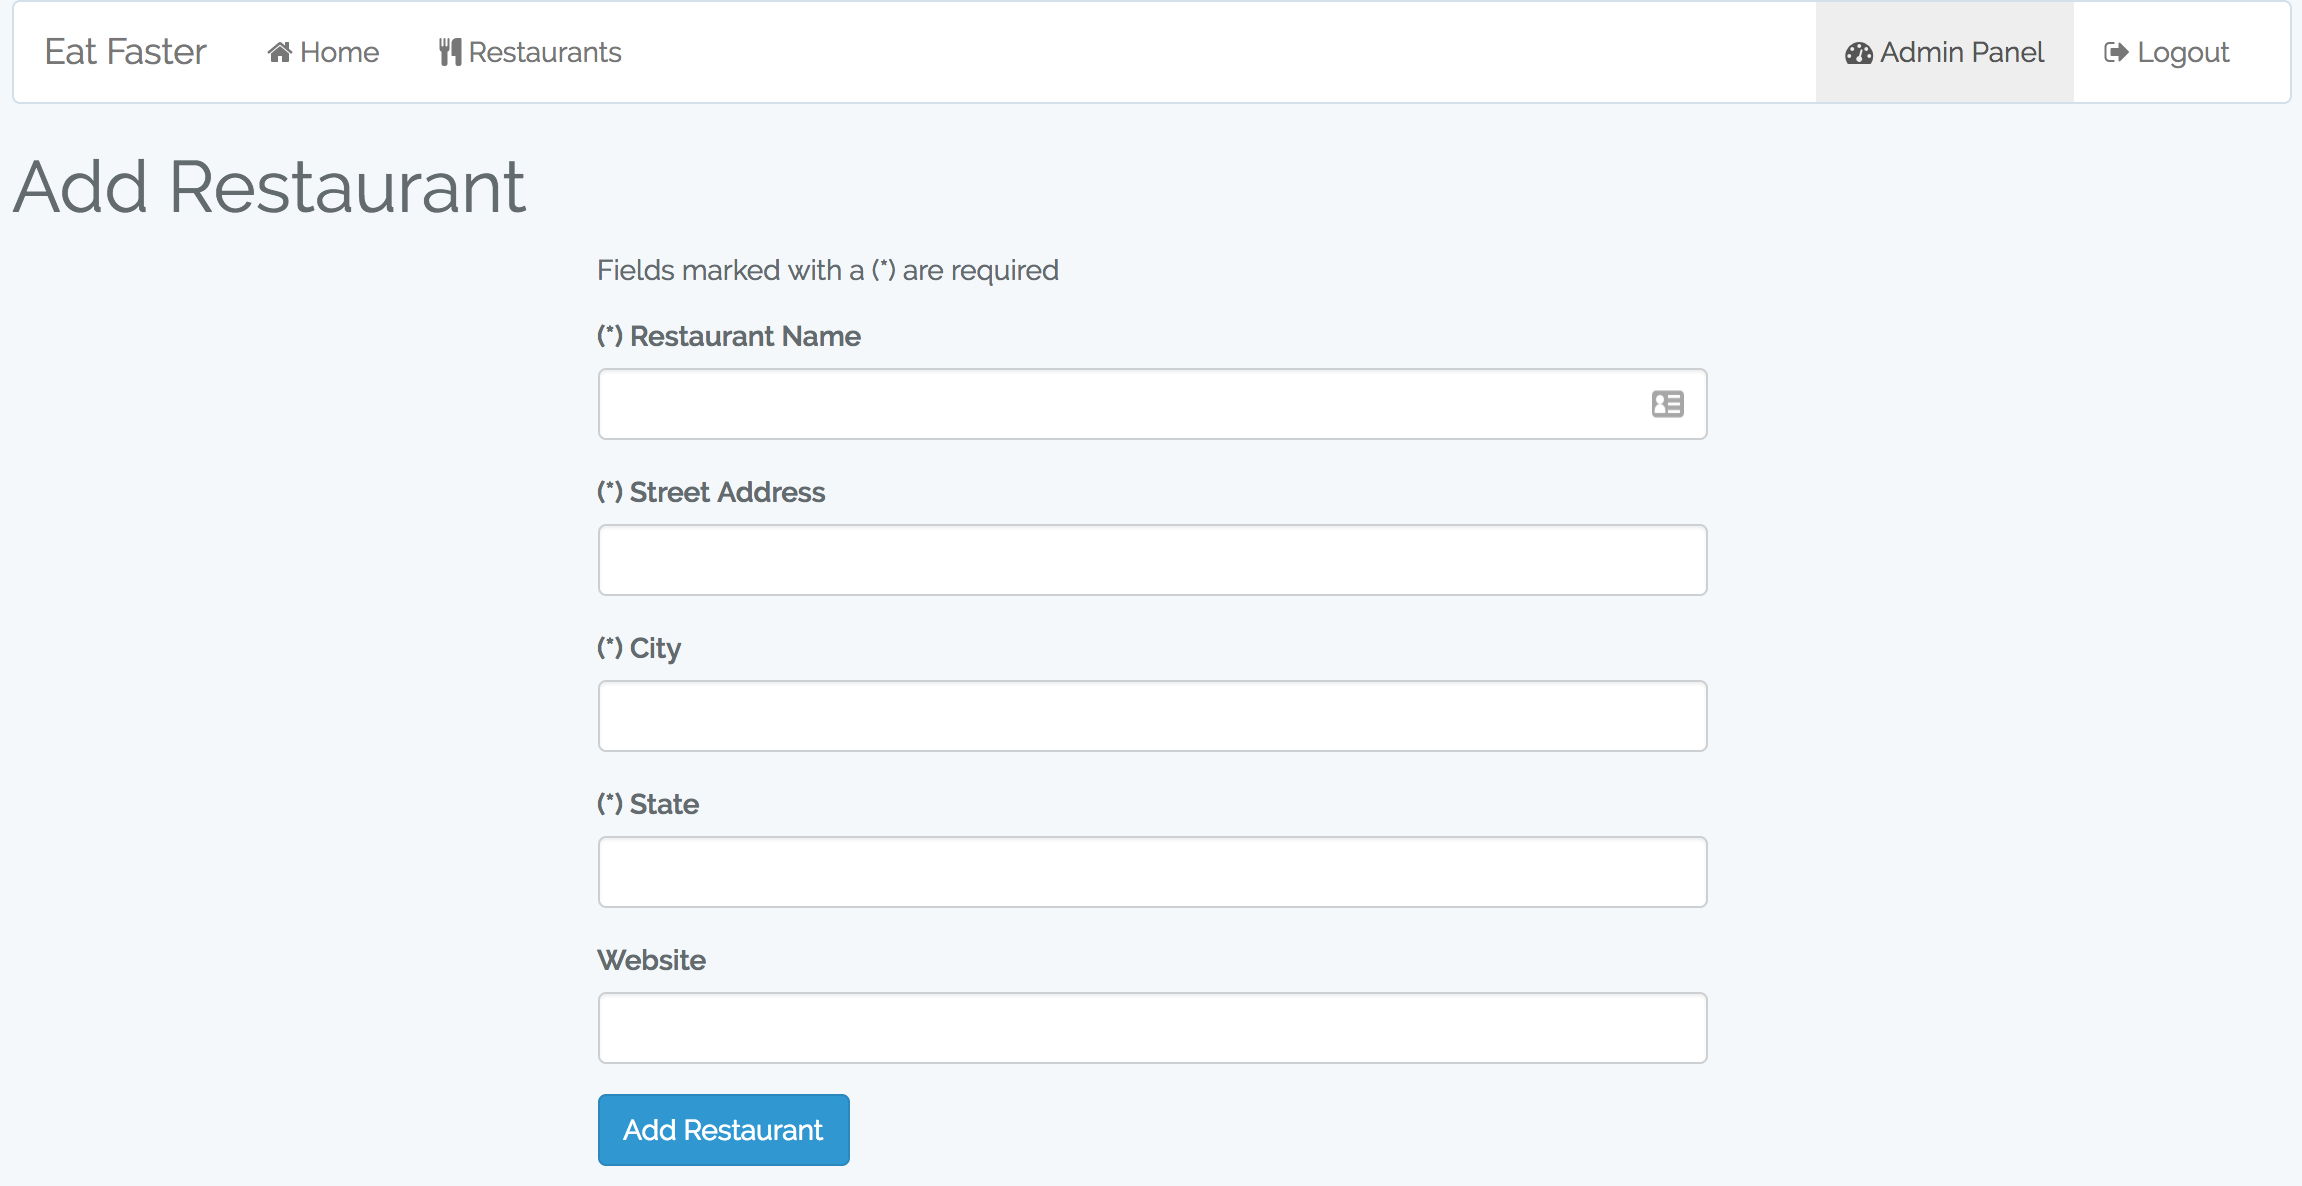 Eat Faster Home Restaurants Admin Panel Logout
Add Restaurant
Fields marked with a (*) are required
(*) Restaurant Name
(*) Street Address
(*) City
(*) State
Website
Add Restaurant